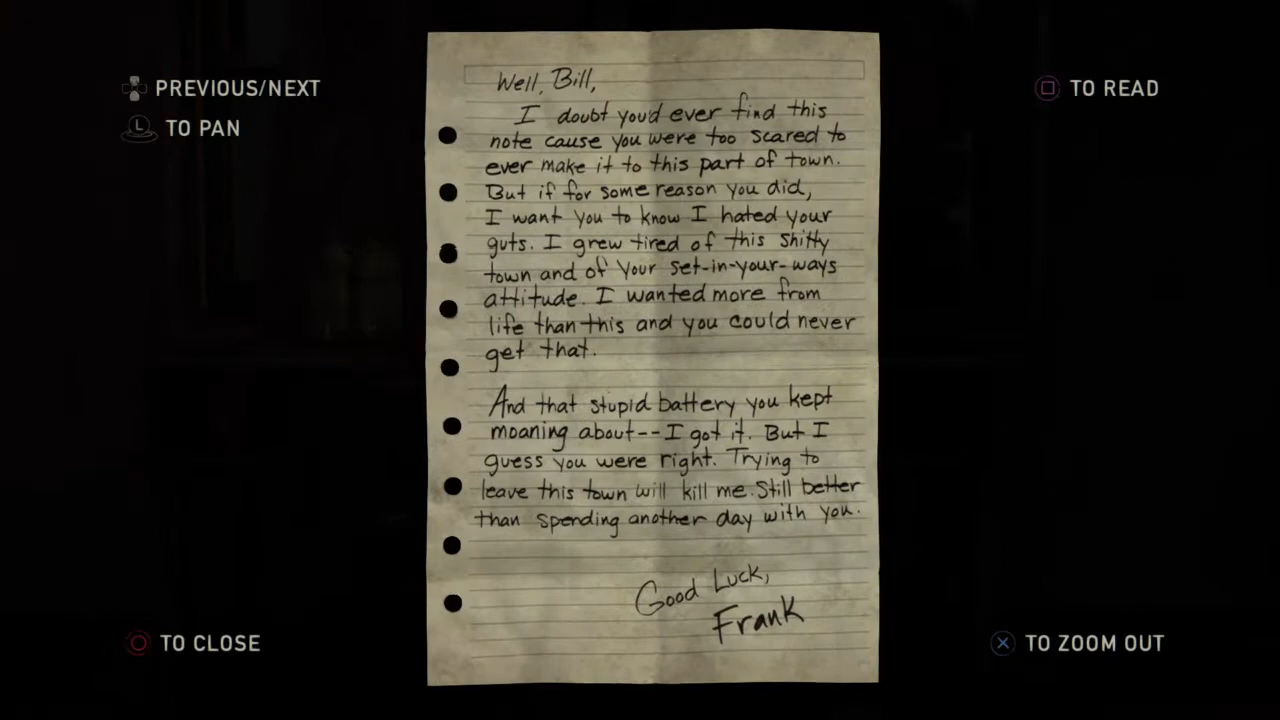 PREVIOUS/NEXT
L TO PAN
TO READ
Well, Bill,
I doubt you'd ever find this
note cause you were too scared to
ever make it to this part of town.
But if for some reason you did,
I want you to know I hated your
guts. I grew tired of this shitty
town and of your set-in-your-ways
attitude. I wanted more from
life than this and you could never
get that.
And that stupid battery you kept
moaning about--I got it. But I
guess you were right. Trying to
leave this town will kill me. Still better
than spending another day with you.
Good Luck,
Frank
TO CLOSE
TO ZOOM OUT